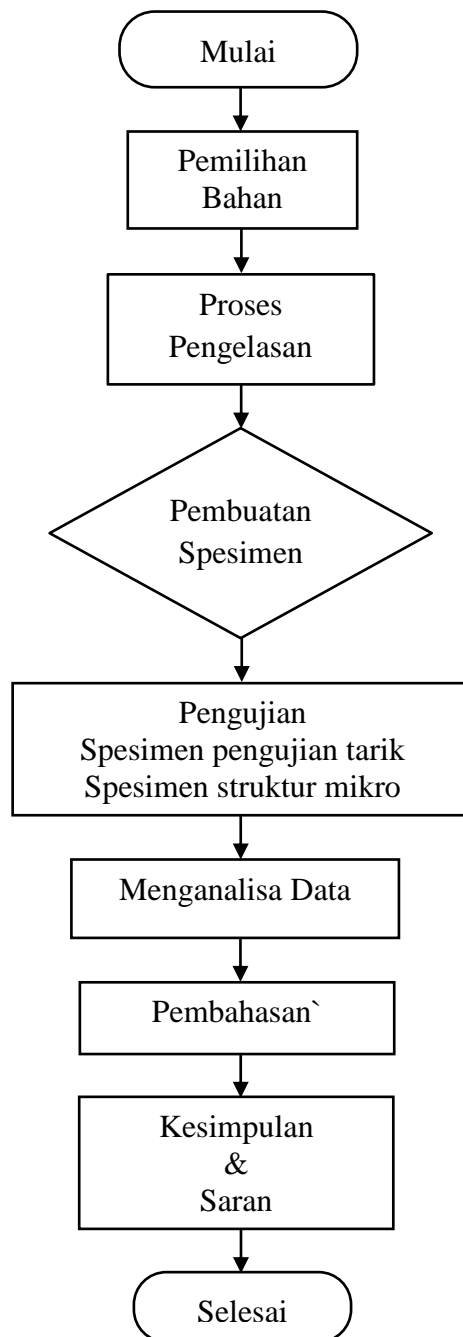 Mulai
Pemilihan
Bahan
Proses
Pengelasan
Pembuatan
Spesimen
Pengujian
Spesimen pengujian tarik
Spesimen struktur mikro
Menganalisa Data
Pembahasan`
Kesimpulan
&
Saran
Selesai